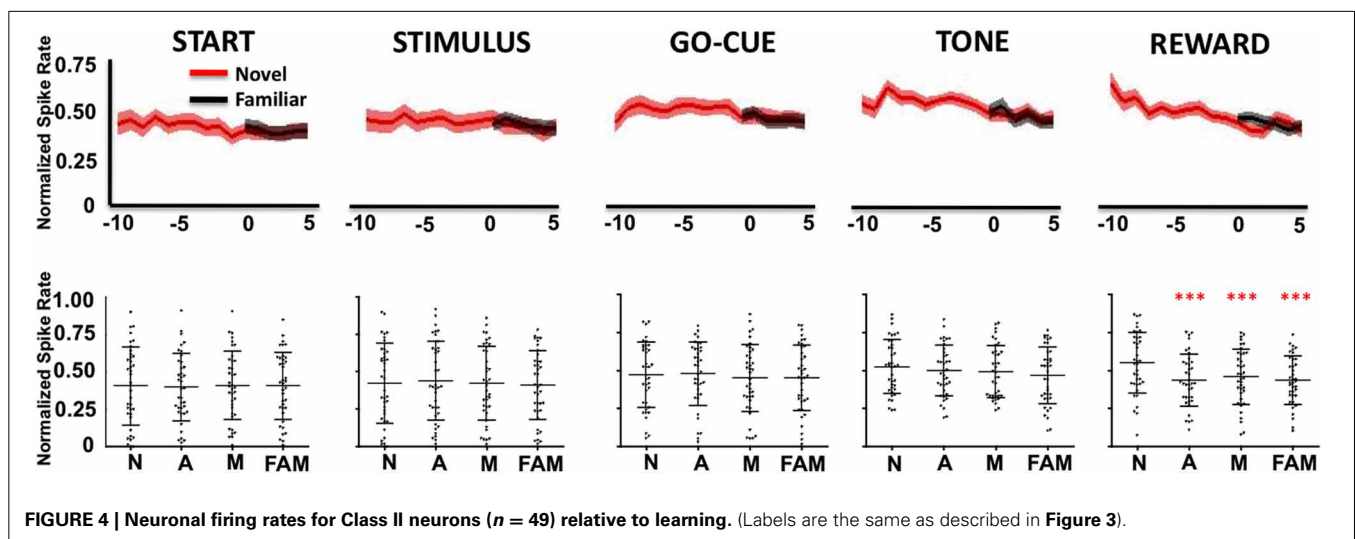 START STIMULUS GO-CUE TONE REWARD
Normalized Spike Rate
0.75
0.50
0.25
0
Novel
Familiar
-10 -5 0 5 -10 -5 0 5 -10 -5 0 5 -10 -5 0 5 -10 -5 0 5
Normalized Spike Rate
1.00
0.75
0.50
0.25
0
*** *** ***
N A M FAM N A M FAM N A M FAM N A M FAM N A M FAM
FIGURE 4 | Neuronal firing rates for Class II neurons (n = 49) relative to learning. (Labels are the same as described in Figure 3).